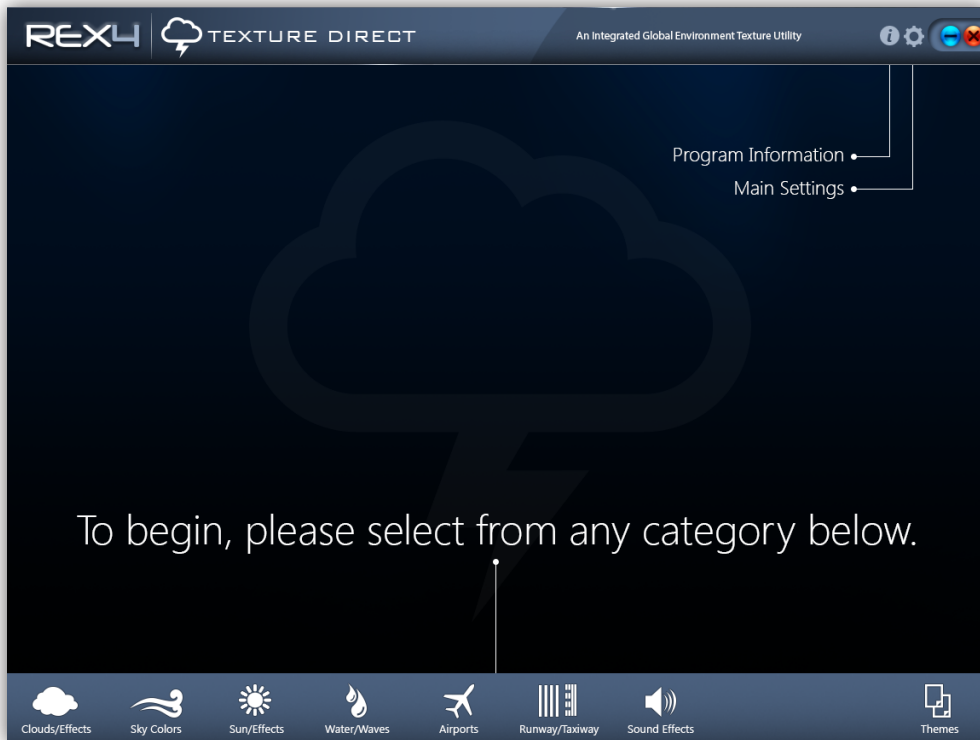 REX4 TEXTURE DIRECT An Integrated Global Environment Texture Utility
Program Information
Main Settings
To begin, please select from any category below.
Clouds/Effects Sky Colors Sun/Effects Water/Waves Airports Runway/Taxiway Sound Effects Themes